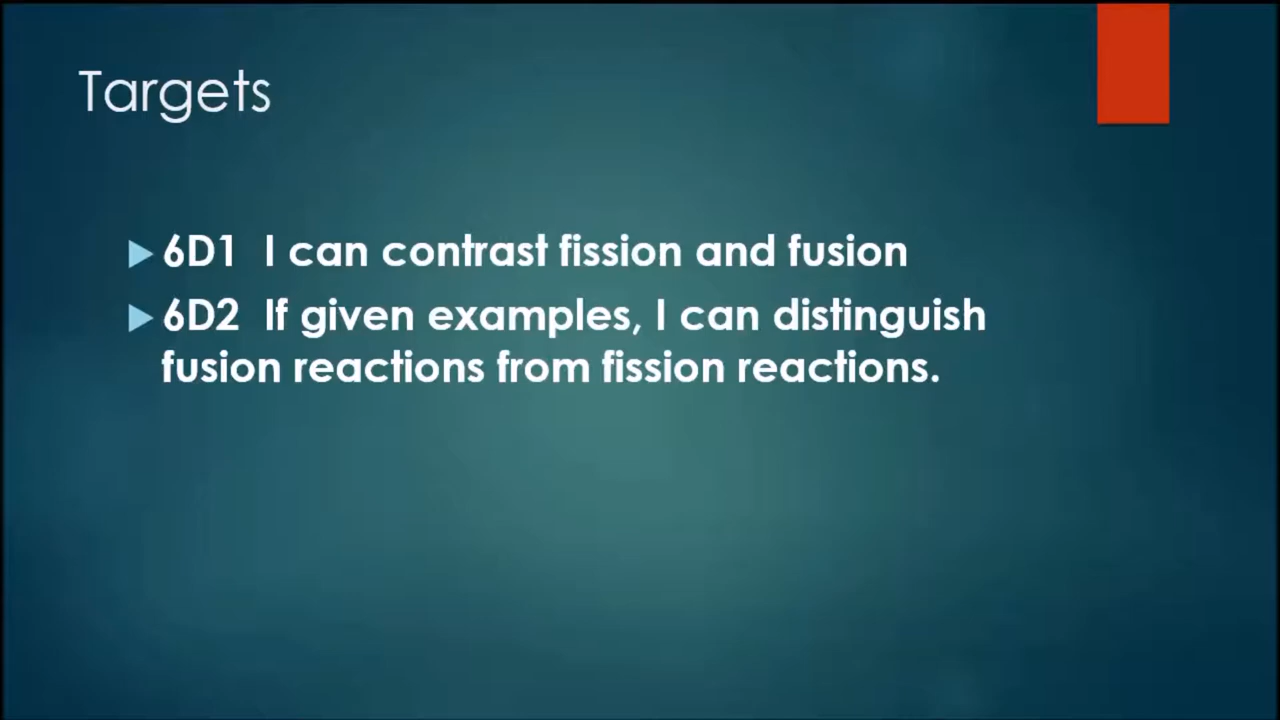 Targets
6D1  I can contrast fission and fusion
6D2  If given examples, I can distinguish
fusion reactions from fission reactions.